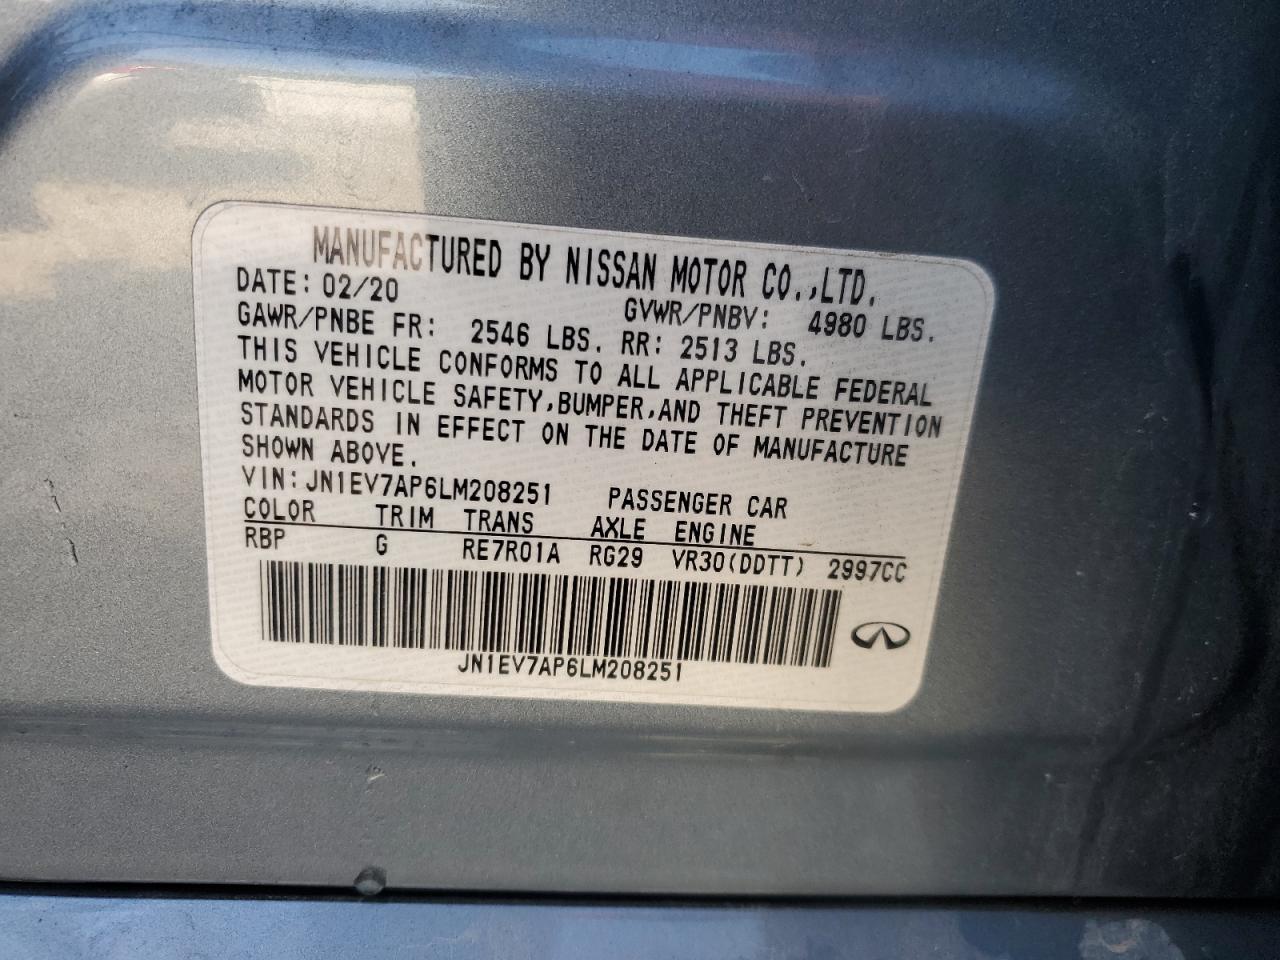 MANUFACTURED BY NISSAN MOTOR CO.,LTD.
DATE: 02/20
GVWR/PNBV: 4980 LBS.
GAWR/PNBE FR: 2546 LBS. RR: 2513 LBS.
THIS VEHICLE CONFORMS TO ALL APPLICABLE FEDERAL
MOTOR VEHICLE SAFETY,BUMPER,AND THEFT PREVENTION
STANDARDS IN EFFECT ON THE DATE OF MANUFACTURE
SHOWN ABOVE.
VIN:JN1EV7AP6LM208251 PASSENGER CAR
COLOR TRIM TRANS AXLE ENGINE
RBP G RE7R01A RG29 VR30(DDTT) 2997CC
JN1EV7AP6LM208251